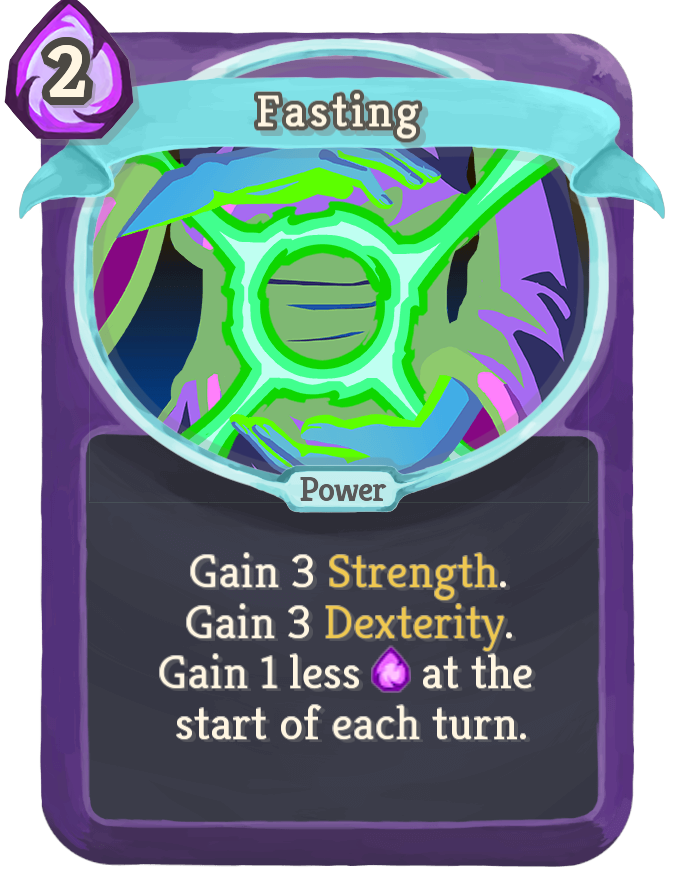 2
Fasting
Power
Gain 3 Strength.
Gain 3 Dexterity.
Gain 1 less at the
start of each turn.